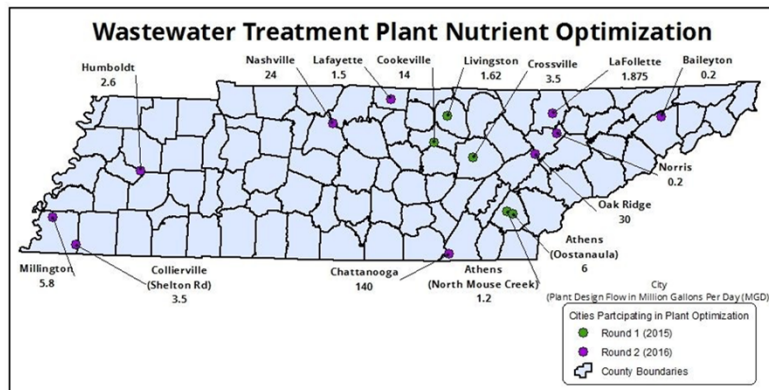 Wastewater Treatment Plant Nutrient Optimization
Nashville
24
Lafayette
1.5
Cookeville
14
Livingston
1.62
Crossville
3.5
LaFollette
1.875
Baileyton
0.2
Humboldt
2.6
Norris
0.2
Oak Ridge
30
Athens
(Oostanaula)
6
Millington
5.8
Collierville
(Shelton Rd)
3.5
Chattanooga
140
Athens
(North Mouse Creek)
1.2
City
(Plant Design Flow in Million Gallons Per Day (MGD)
Cities Partcipating in Plant Optimization
Round 1 (2015)
Round 2 (2016)
County Boundaries